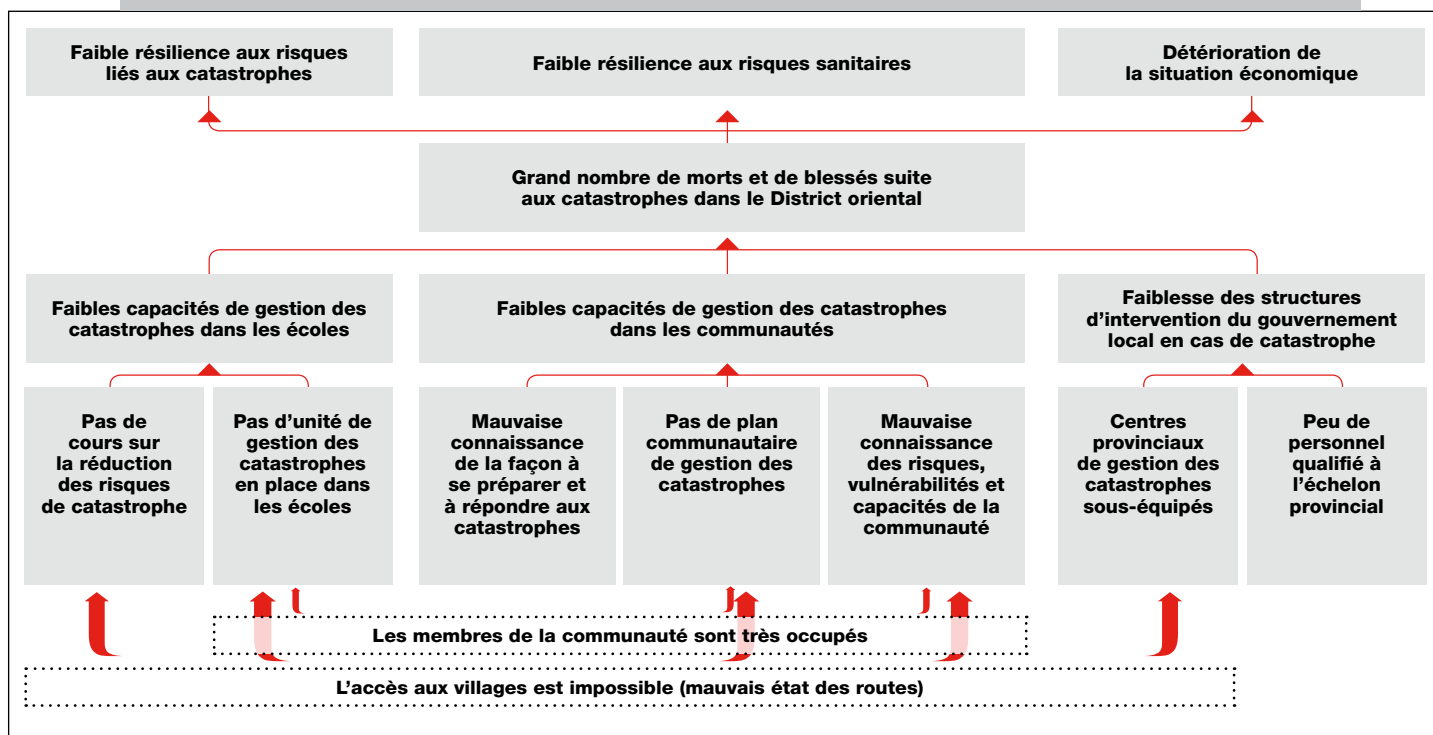 Faible résilience aux risques
liés aux catastrophes
Faible résilience aux risques sanitaires
Détérioration de
la situation économique
Grand nombre de morts et de blessés suite
aux catastrophes dans le District oriental
Faibles capacités de gestion des
catastrophes dans les écoles
Faibles capacités de gestion des catastrophes
dans les communautés
Faiblesse des structures
d’intervention du gouvernement
local en cas de catastrophe
Pas de
cours sur
la réduction
des risques
de catastrophe
Pas d’unité de
gestion des
catastrophes
en place dans
les écoles
Mauvaise
connaissance
de la façon à
se préparer et
à répondre aux
catastrophes
Pas de plan
communautaire
de gestion des
catastrophes
Mauvaise
connaissance
des risques,
vulnérabilités et
capacités de la
communauté
Centres
provinciaux
de gestion des
catastrophes
sous-équipés
Peu de
personnel
qualifié à
l’échelon
provincial
Les membres de la communauté sont très occupés
L’accès aux villages est impossible (mauvais état des routes)